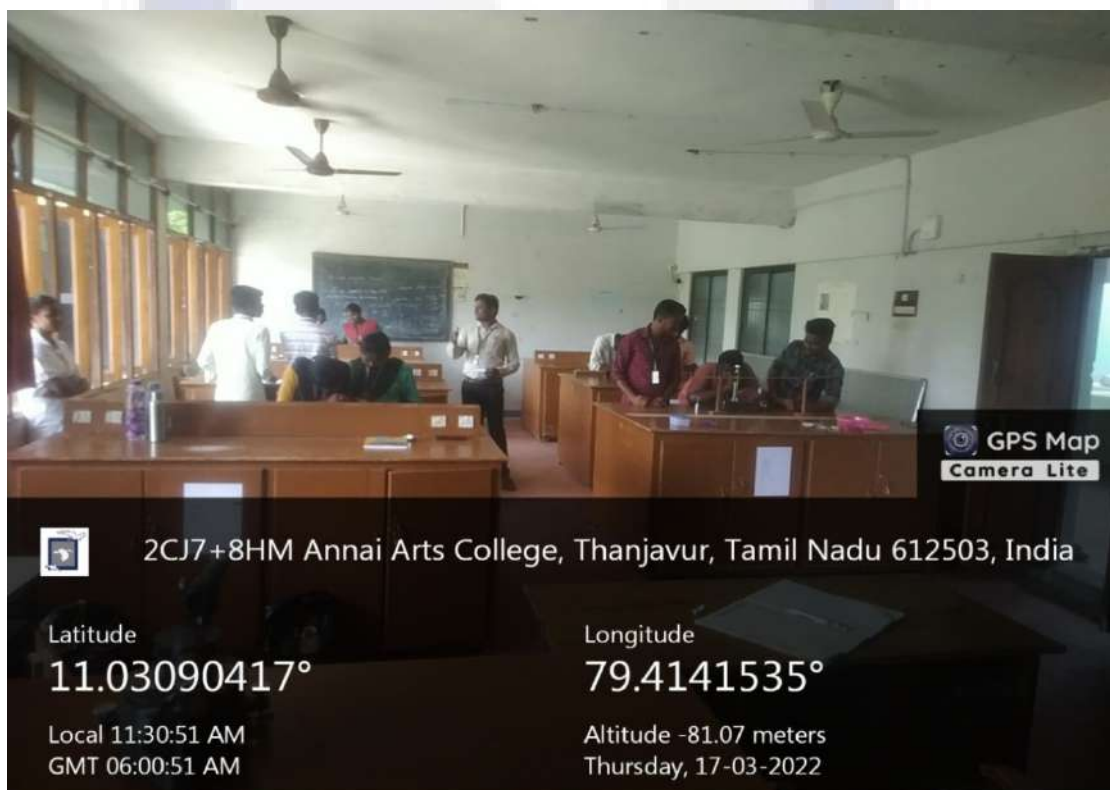 GPS Map
Camera Lite
2CJ7+8HM Annai Arts College, Thanjavur, Tamil Nadu 612503, India
Latitude
11.03090417°
Longitude
79.4141535°
Local 11:30:51 AM
GMT 06:00:51 AM
Altitude -81.07 meters
Thursday, 17-03-2022